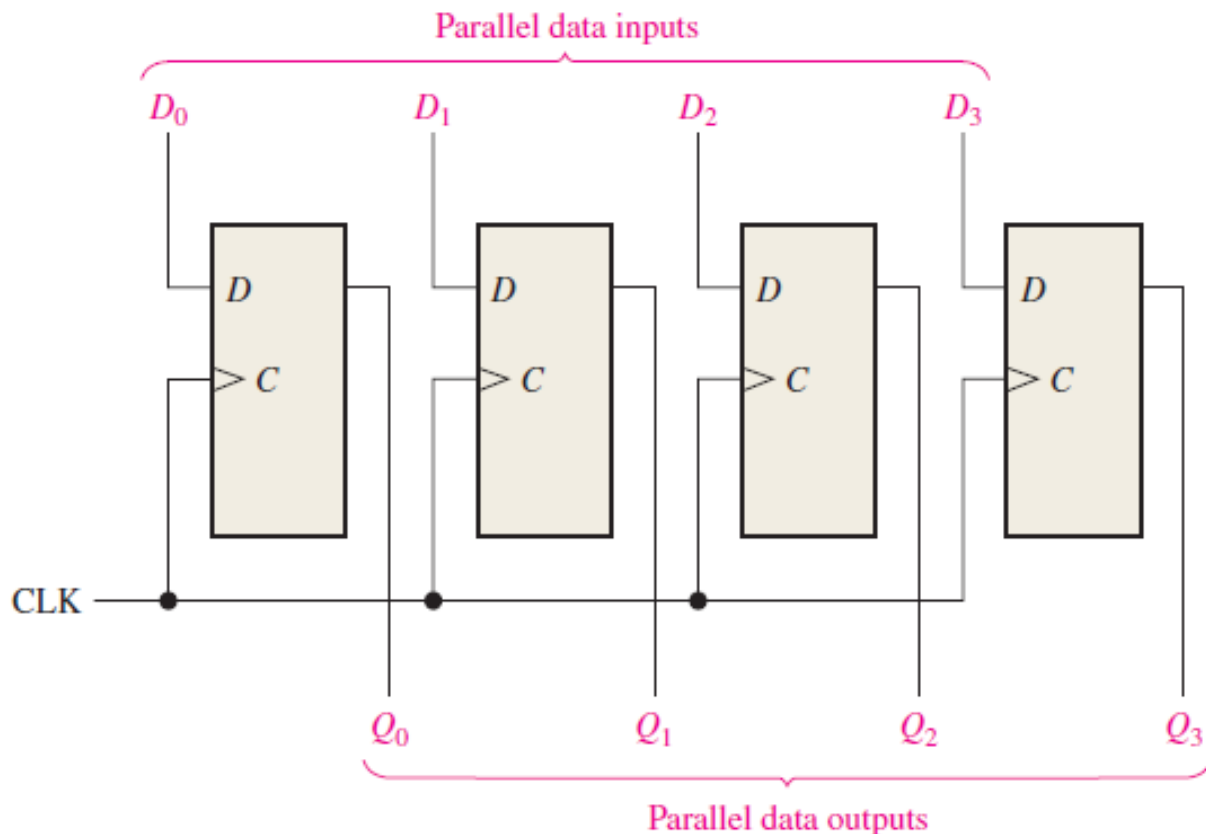 Parallel data inputs
D₀ D₁ D₂ D₃
D D D D
C C C C
CLK
Q₀ Q₁ Q₂ Q₃
Parallel data outputs